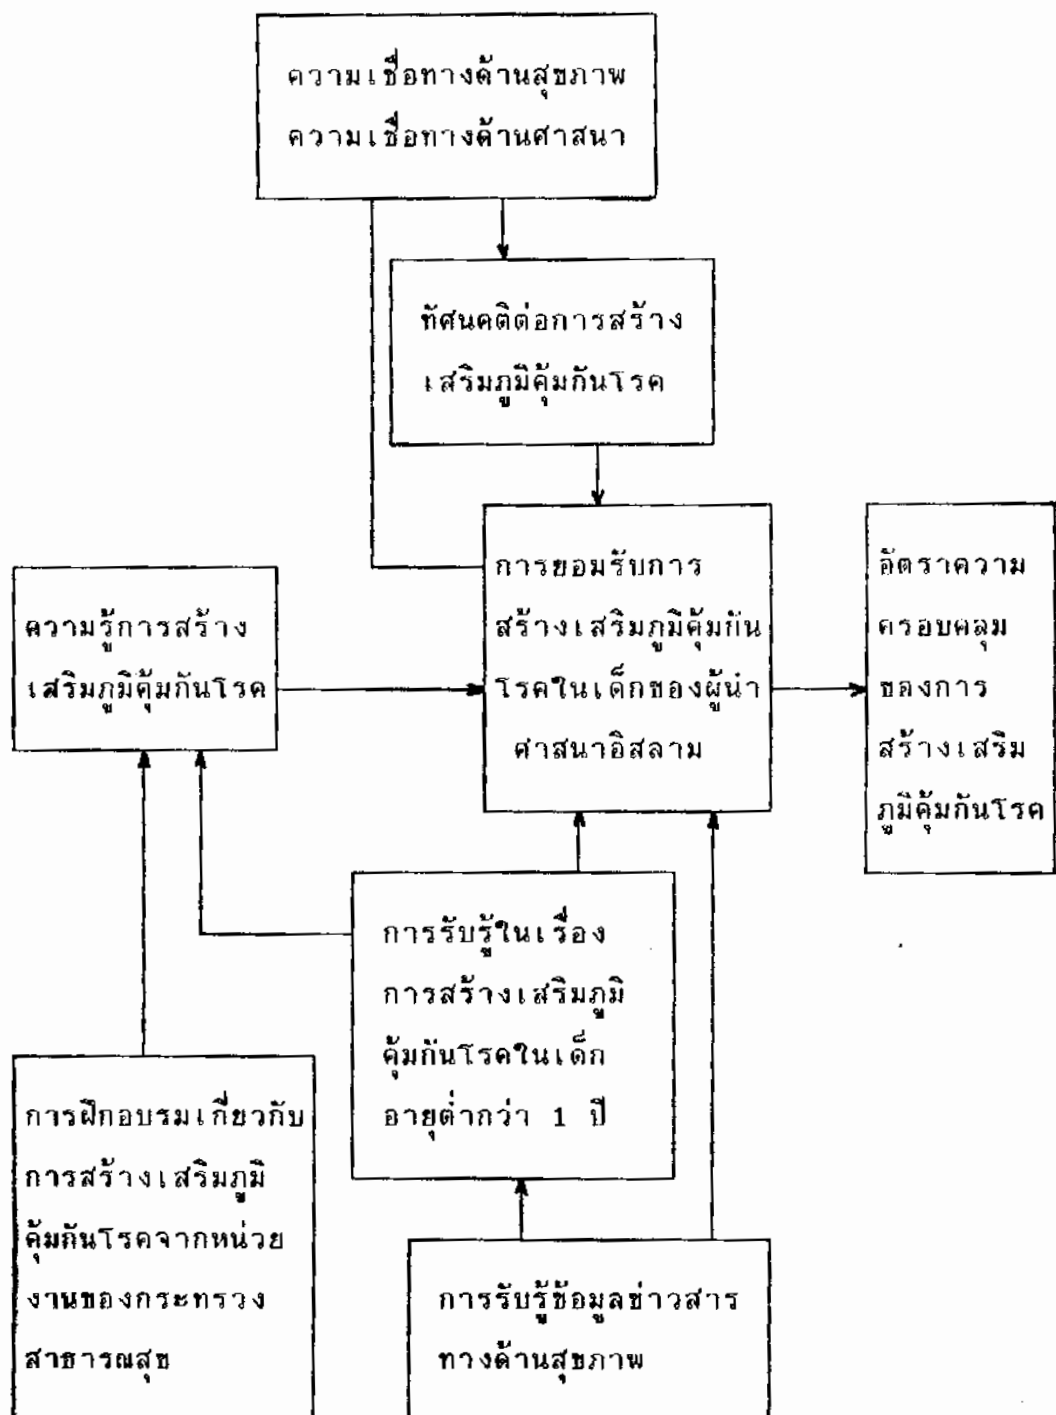 ความเชื่อทางด้านสุขภาพ
ความเชื่อทางด้านศาสนา
ทัศนคติต่อการสร้าง
เสริมภูมิคุ้มกันโรค
การยอมรับการ
สร้างเสริมภูมิคุ้มกัน
โรคในเด็กของผู้นำ
ศาสนาอิสลาม
อัตราความ
ครอบคลุม
ของการ
สร้างเสริม
ภูมิคุ้มกันโรค
ความรู้การสร้าง
เสริมภูมิคุ้มกันโรค
การรับรู้ในเรื่อง
การสร้างเสริมภูมิ
คุ้มกันโรคในเด็ก
อายุต่ำกว่า 1 ปี
การฝึกอบรมเกี่ยวกับ
การสร้างเสริมภูมิ
คุ้มกันโรคจากหน่วย
งานของกระทรวง
สาธารณสุข
การรับรู้ข้อมูลข่าวสาร
ทางด้านสุขภาพ